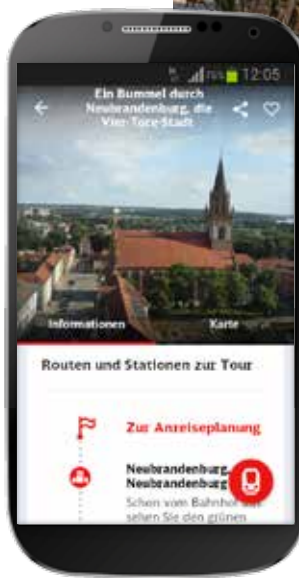 12:05
Ein Bummel durch
Neubrandenburg, die
Vier-Tore-Stadt
Informationen Karte
Routen und Stationen zur Tour
Zur Anreiseplanung
Neubrandenburg,
Neubrandenburg
Schon vom Bahnhof
sehen Sie den grünen